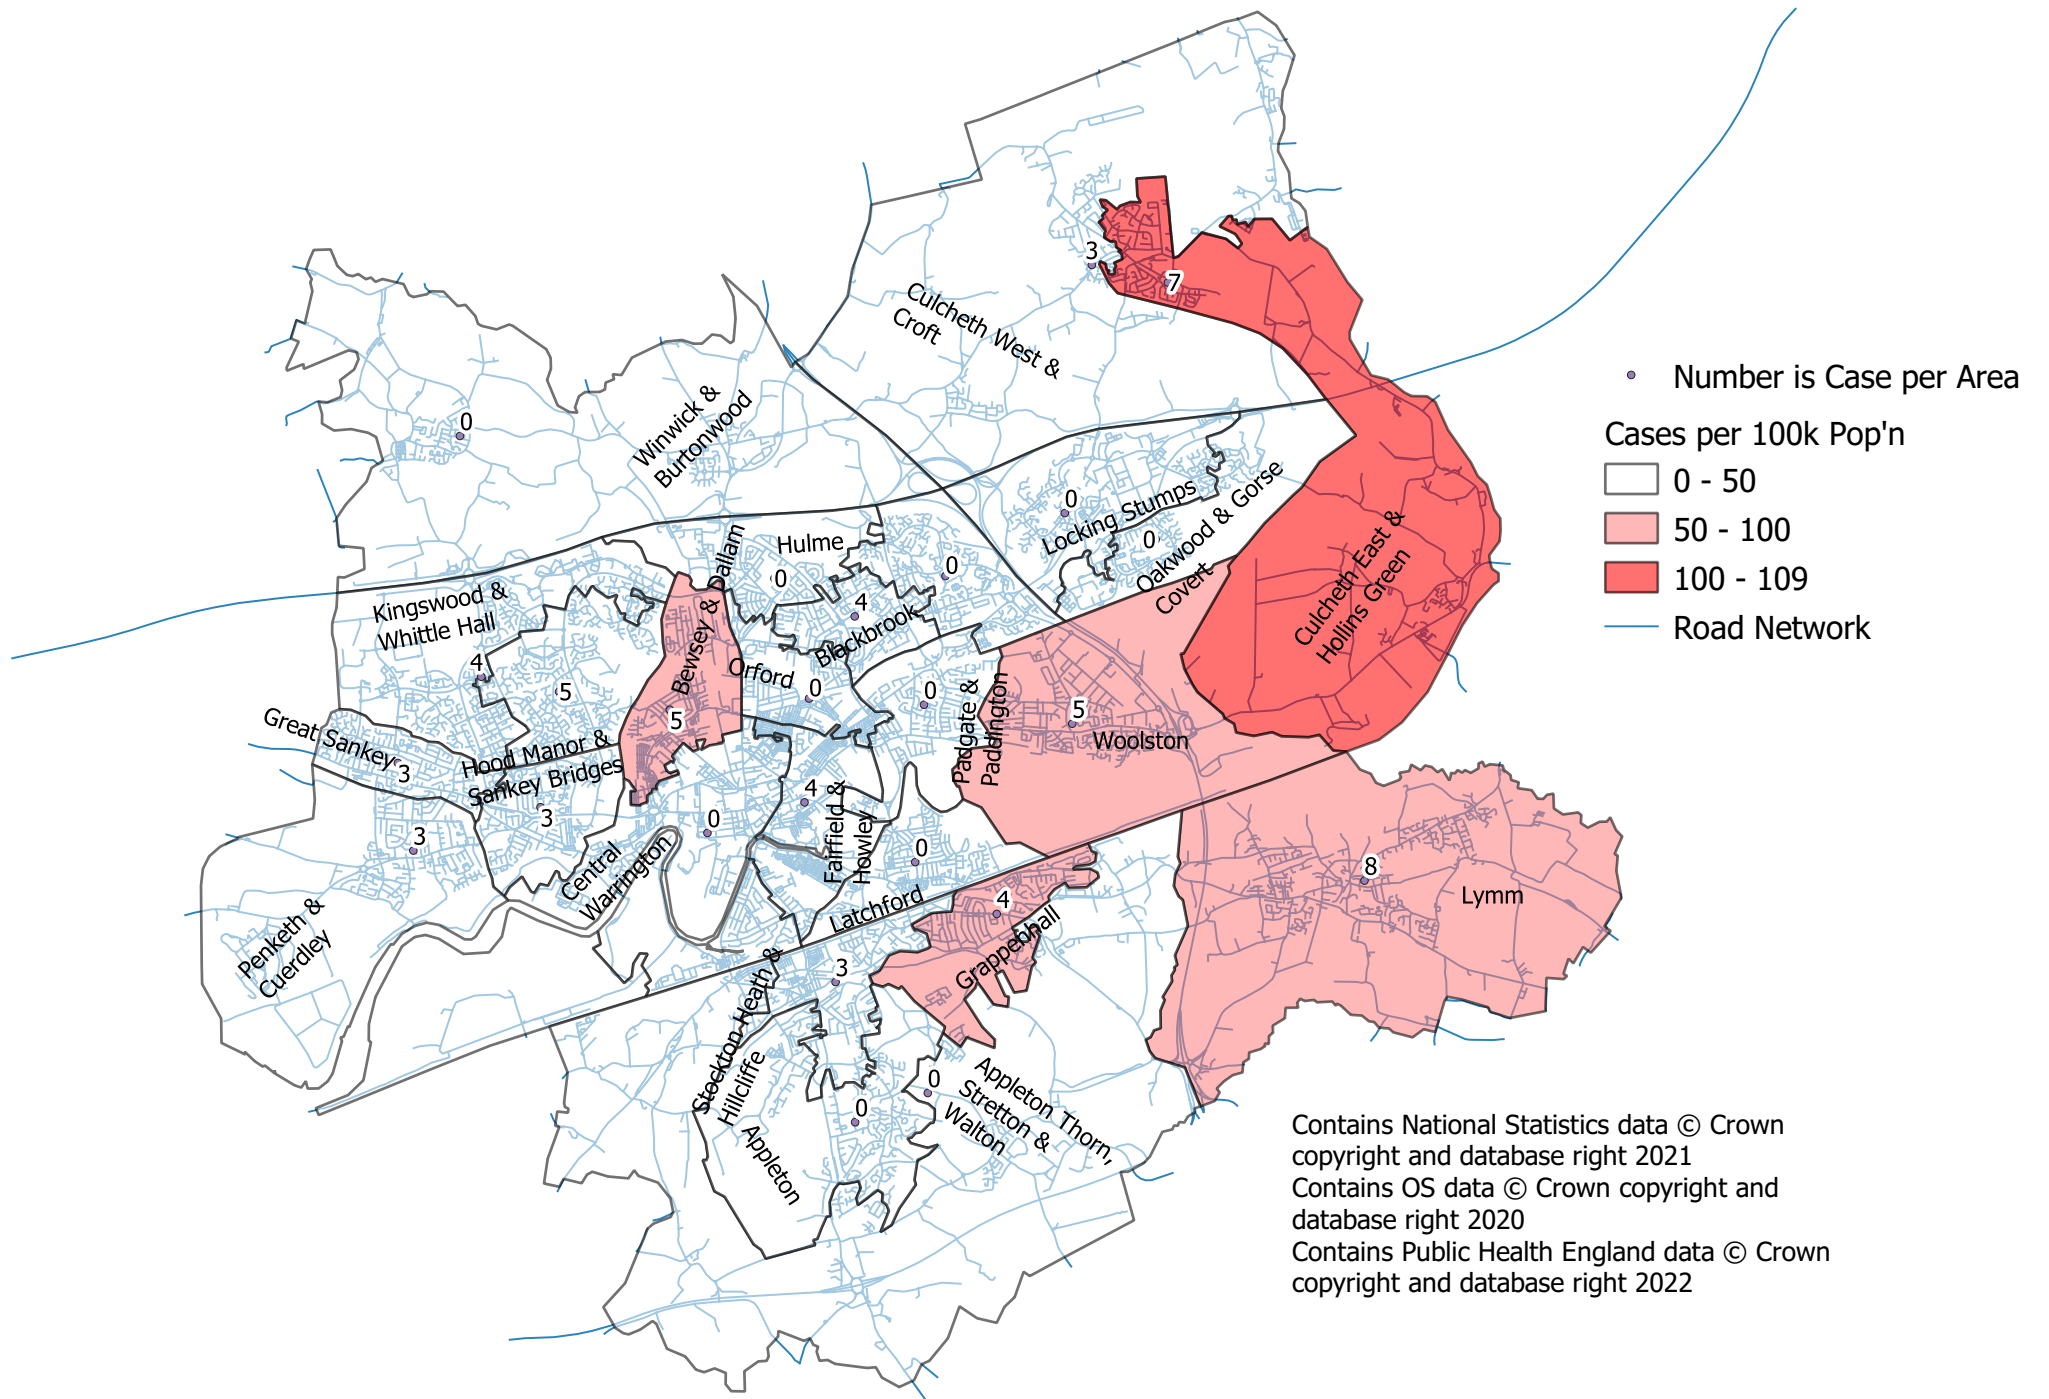 3
7
Culcheth West &
Croft
Number is Case per Area
Cases per 100k Pop'n
0 - 50
50 - 100
100 - 109
Road Network
0
Winwick &
Burtonwood
0
Locking Stumps
0
Oakwood & Gorse
Covert
Culcheth East &
Hollins Green
Hulme
0
0
4
Blackbrook
Bewsey & Dallam
5
Orford
0
0
Kingswood &
Whittle Hall
4
5
Padgate &
Paddington
5
Woolston
Great Sankey
3
Hood Manor &
Sankey Bridges
3
3
0
4
Fairfield &
Howley
0
Central
Warrington
Latchford
4
Grappenhall
8
Lymm
Penketh &
Cuerdley
3
Stockton Heath &
Hillcliffe
0
0
Appleton
Appleton Thorn,
Stretton &
Walton
Contains National Statistics data © Crown
copyright and database right 2021
Contains OS data © Crown copyright and
database right 2020
Contains Public Health England data © Crown
copyright and database right 2022